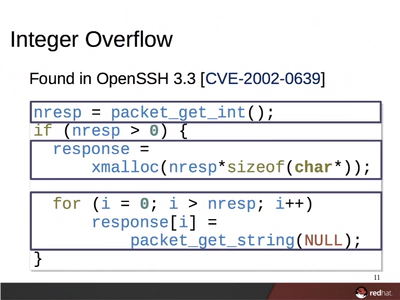 Integer Overflow
Found in OpenSSH 3.3 [CVE-2002-0639]
nresp = packet_get_int();
if (nresp > 0) {
response =
xmalloc(nresp*sizeof(char*));
for (i = 0; i > nresp; i++)
response[i] =
packet_get_string(NULL);
}
11
redhat